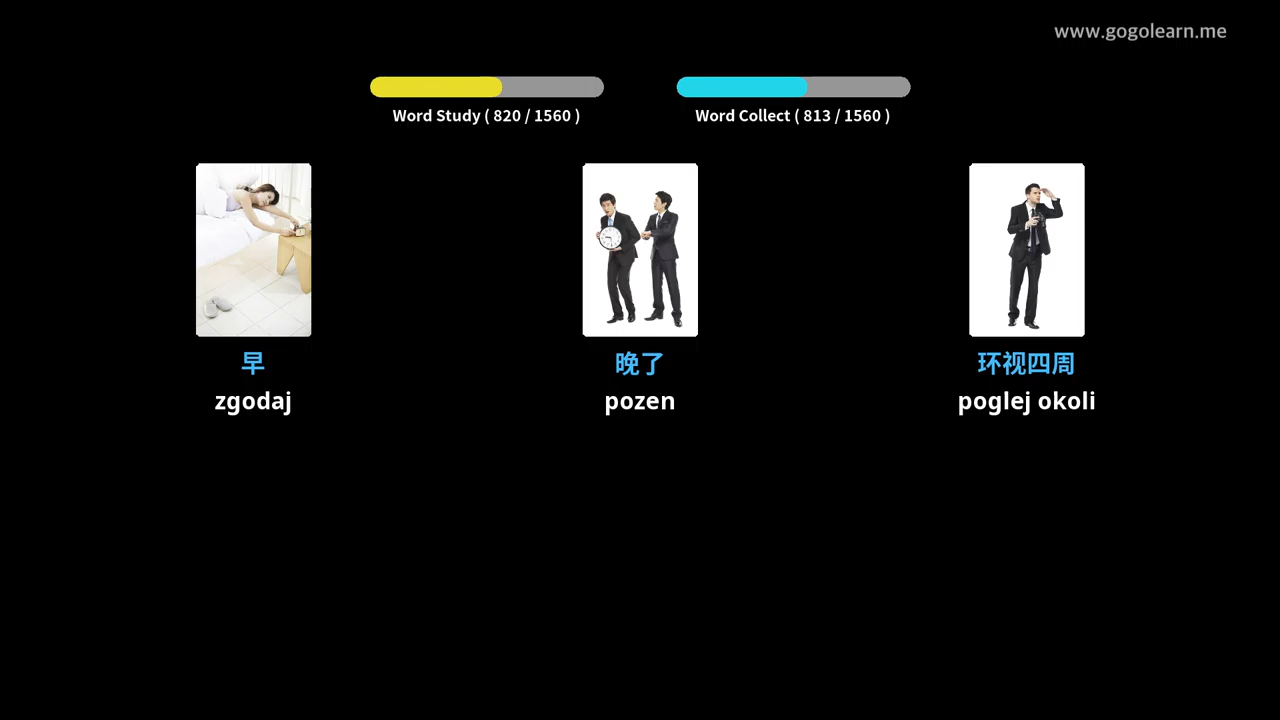 www.gogolearn.me
Word Study ( 820 / 1560 )
Word Collect ( 813 / 1560 )
早
zgodaj
晚了
pozen
环视四周
poglej okoli